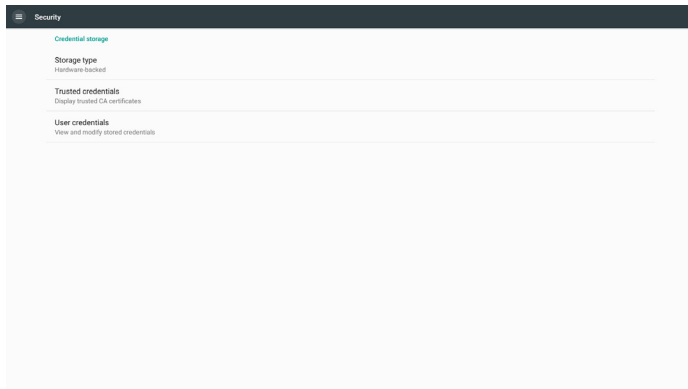 Security
Credential storage
Storage type
Hardware-backed
Trusted credentials
Display trusted CA certificates
User credentials
View and modify stored credentials